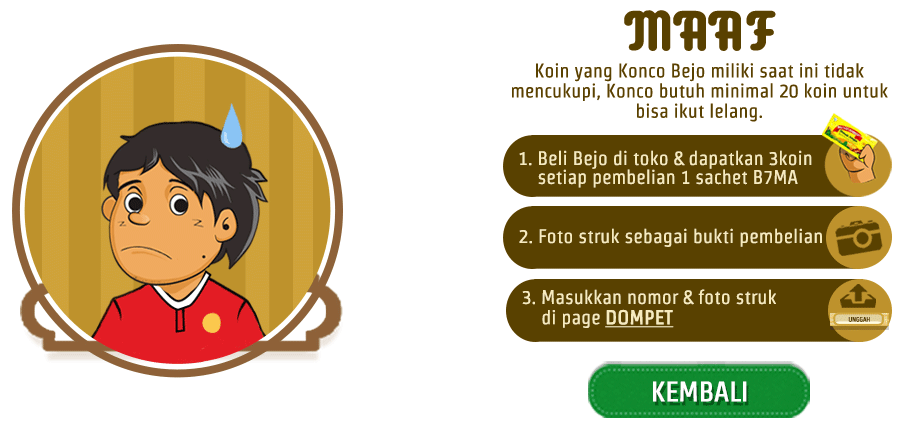 MAAF
Koin yang Konco Bejo miliki saat ini tidak
mencukupi, Konco butuh minimal 20 koin untuk
bisa ikut lelang.
1. Beli Bejo di toko & dapatkan 3koin
setiap pembelian 1 sachet B7MA
2. Foto struk sebagai bukti pembelian
3. Masukkan nomor & foto struk
di page DOMPET
UNGGAH
KEMBALI